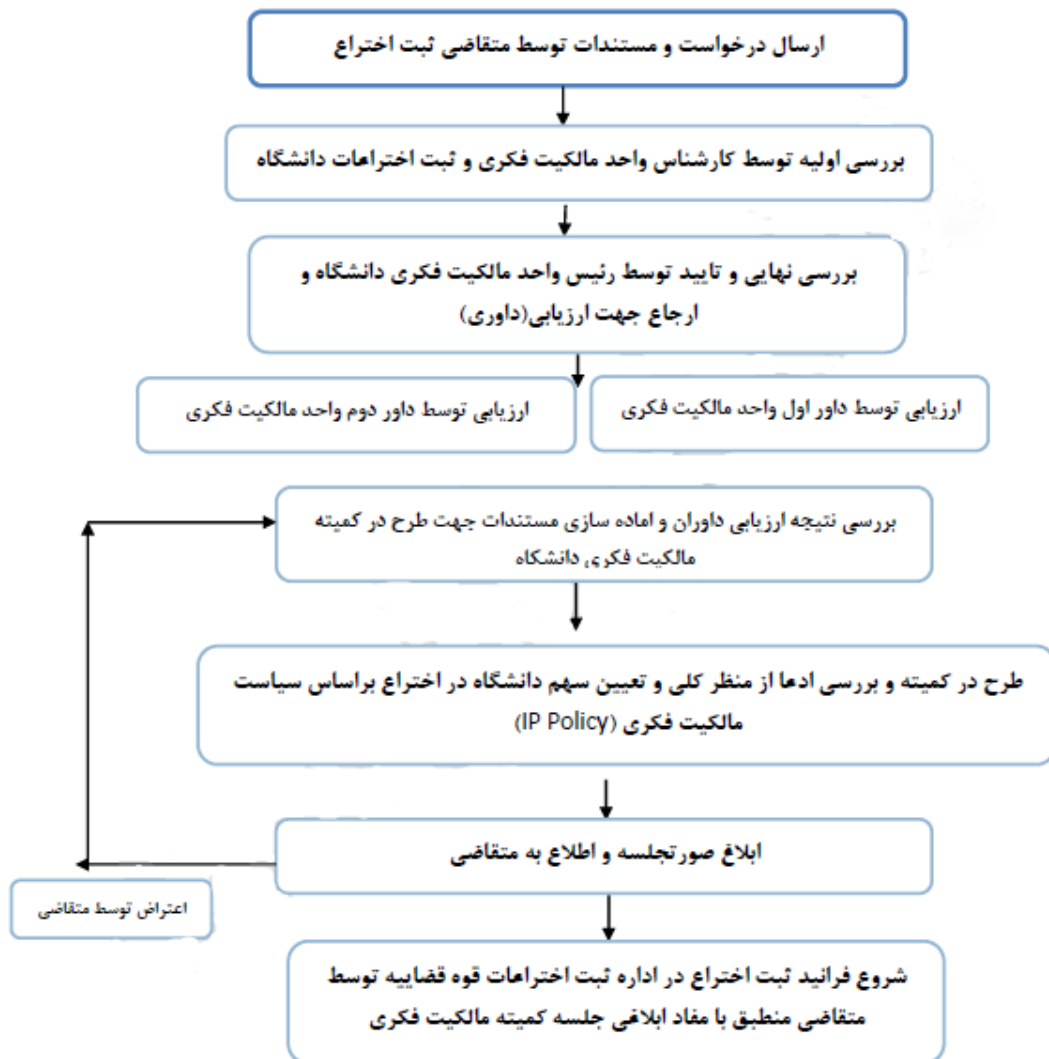 ارسال درخواست و مستندات توسط متقاضی ثبت اختراع
بررسی اولیه توسط کارشناس واحد مالکیت فکری و ثبت اختراعات دانشگاه
بررسی نهایی و تایید توسط رئیس واحد مالکیت فکری دانشگاه و
ارجاع جهت ارزیابی(داوری)
ارزیابی توسط داور اول واحد مالکیت فکری
ارزیابی توسط داور دوم واحد مالکیت فکری
بررسی نتیجه ارزیابی داوران و اماده سازی مستندات جهت طرح در کمیته
مالکیت فکری دانشگاه
طرح در کمیته و بررسی ادعا از منظر کلی و تعیین سهم دانشگاه در اختراع براساس سیاست
مالکیت فکری (IP Policy)
ابلاغ صورتجلسه و اطلاع به متقاضی
اعتراض توسط متقاضی
شروع فرانید ثبت اختراع در اداره ثبت اختراعات قوه قضاییه توسط
متقاضی منطبق با مفاد ابلاغی جلسه کمیته مالکیت فکری